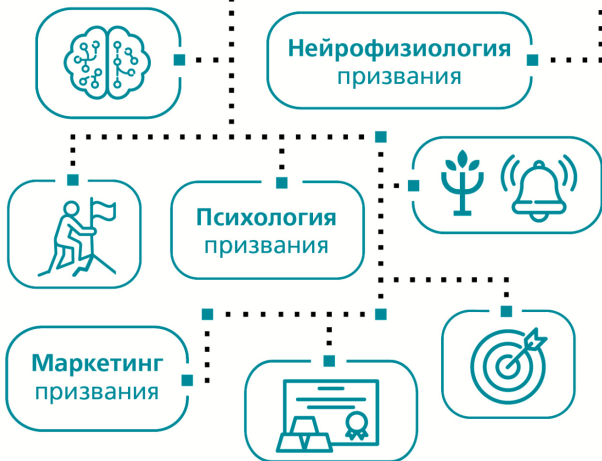 Нейрофизиология
призвания
Психология
призвания
Маркетинг
призвания